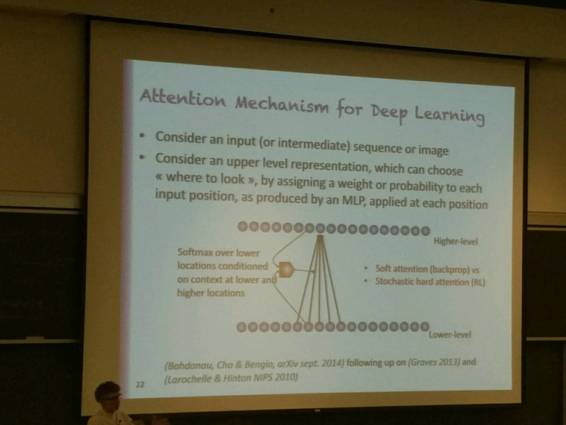 Attention Mechanism for Deep Learning
• Consider an input (or intermediate) sequence or image
• Consider an upper level representation, which can choose
« where to look », by assigning a weight or probability to each
input position, as produced by an MLP, applied at each position
Higher-level
Softmax over lower
locations conditioned
on context at lower and
higher locations
• Soft attention (backprop) vs
• Stochastic hard attention (RL)
Lower-level
(Bahdanau, Cho & Bengio, arXiv sept. 2014) following up on (Graves 2013) and
(Larochelle & Hinton NIPS 2010)
22